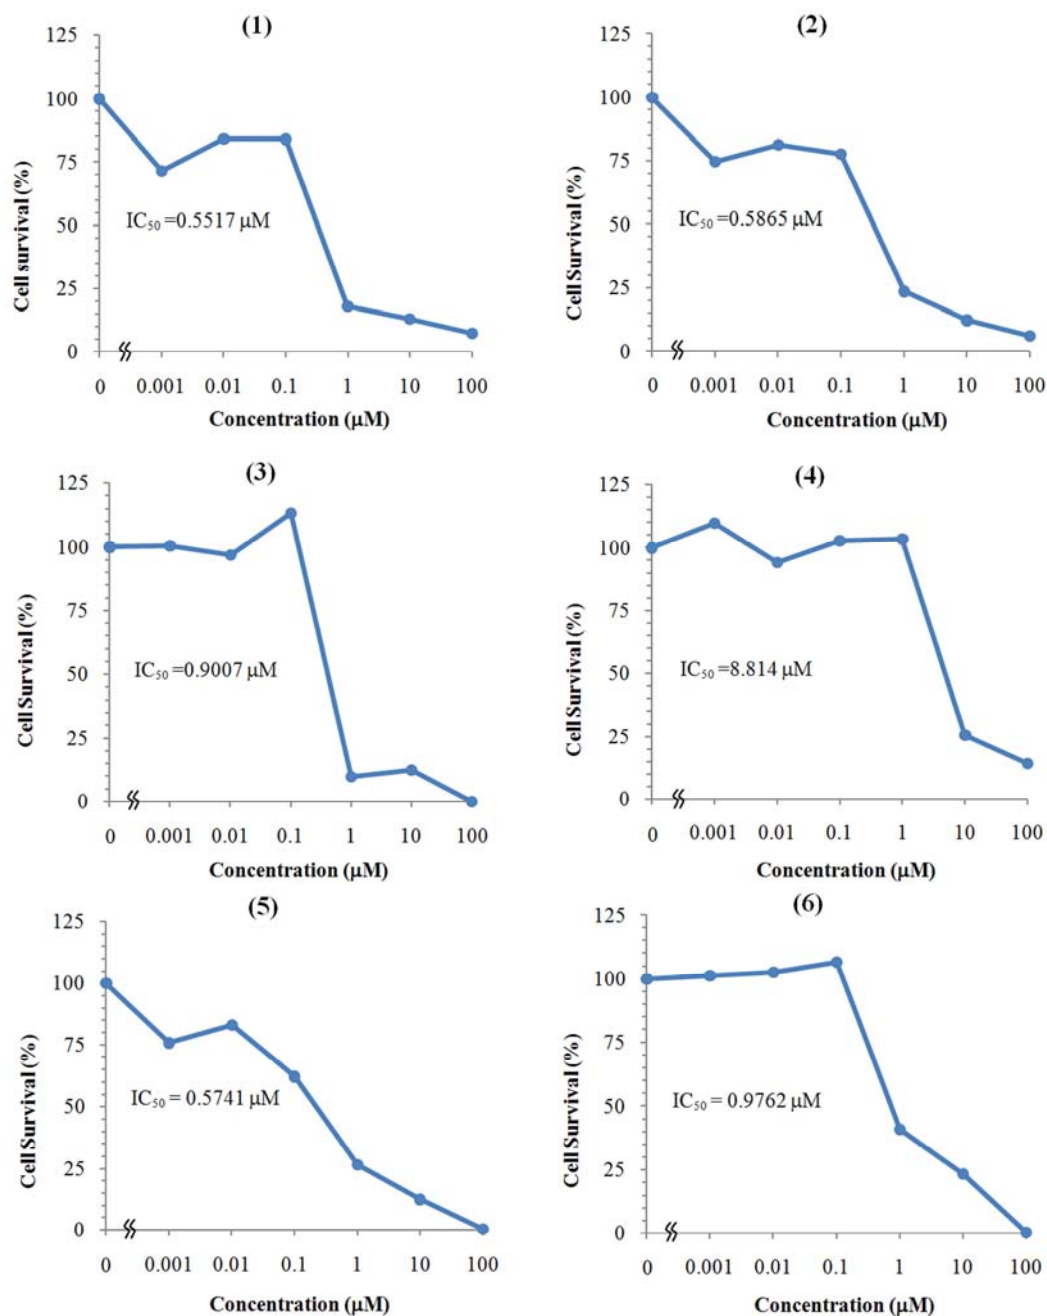 (1)
125
100
75
50
25
0
Cell survival (%)
IC50 =0.5517 µM
0 0.001 0.01 0.1 1 10 100
Concentration (µM)
(2)
125
100
75
50
25
0
Cell Survival (%)
IC50 =0.5865 µM
0 0.001 0.01 0.1 1 10 100
Concentration (µM)
(3)
125
100
75
50
25
0
Cell Survival (%)
IC50 =0.9007 µM
0 0.001 0.01 0.1 1 10 100
Concentration (µM)
(4)
125
100
75
50
25
0
Cell Survival (%)
IC50 =8.814 µM
0 0.001 0.01 0.1 1 10 100
Concentration (µM)
(5)
125
100
75
50
25
0
Cell Survival (%)
IC50 = 0.5741 µM
0 0.001 0.01 0.1 1 10 100
Concentration (µM)
(6)
125
100
75
50
25
0
Cell Survival (%)
IC50 = 0.9762 µM
0 0.001 0.01 0.1 1 10 100
Concentration (µM)